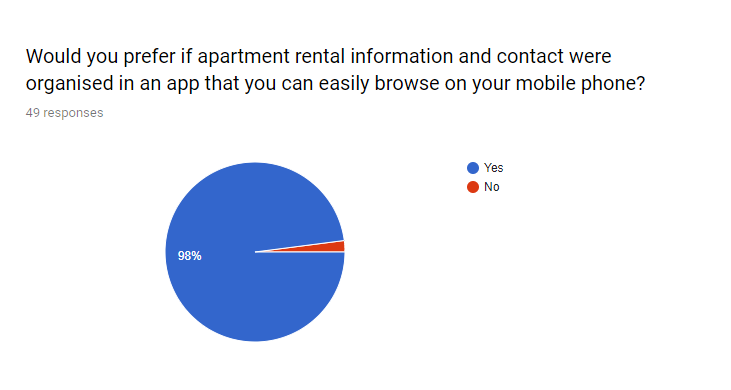 Would you prefer if apartment rental information and contact were
organised in an app that you can easily browse on your mobile phone?
49 responses
Yes
No
98%